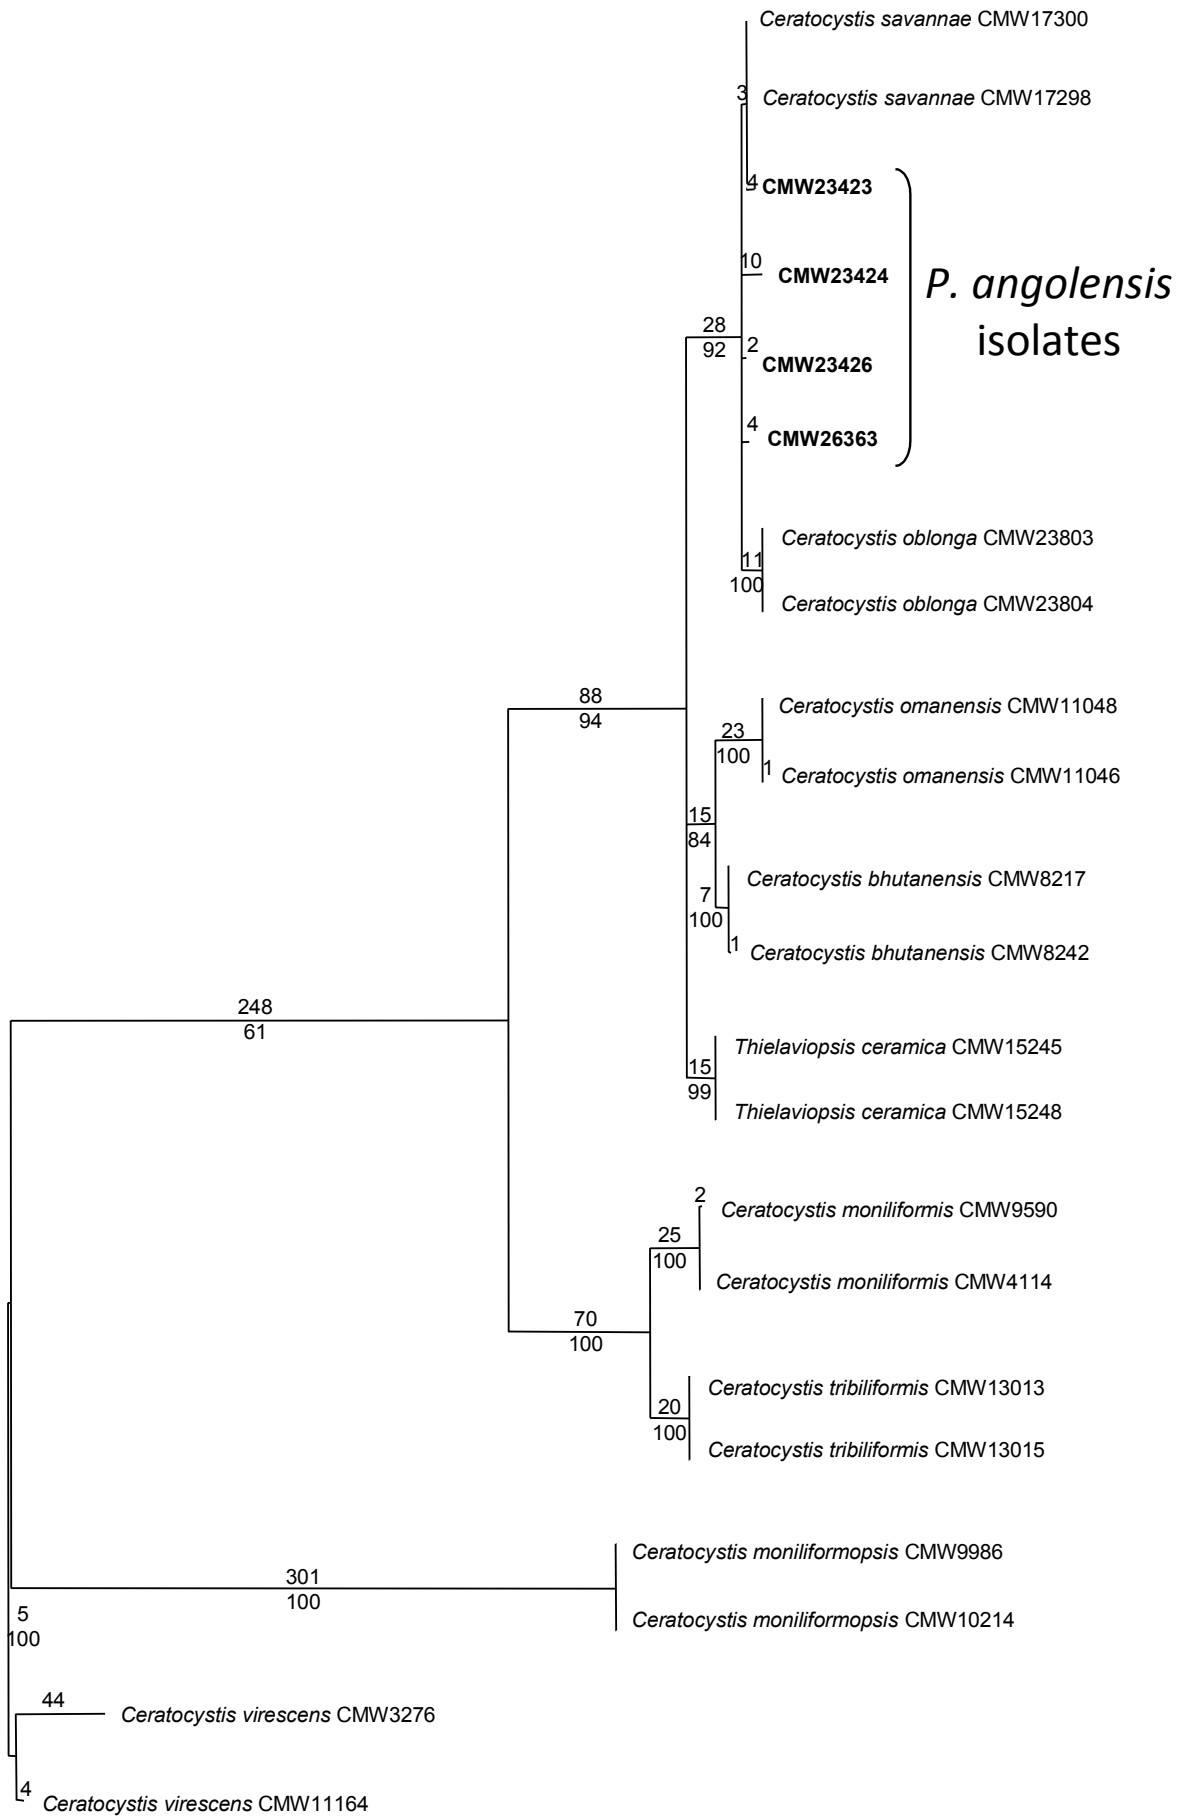 Ceratocystis savannae CMW17300
3
Ceratocystis savannae CMW17298
4
CMW23423
10
CMW23424
P. angolensis
isolates
28
92
2
CMW23426
4
CMW26363
Ceratocystis oblonga CMW23803
11
100
Ceratocystis oblonga CMW23804
88
94
Ceratocystis omanensis CMW11048
23
100
1
Ceratocystis omanensis CMW11046
15
84
Ceratocystis bhutanensis CMW8217
7
100
1
Ceratocystis bhutanensis CMW8242
248
61
Thielaviopsis ceramica CMW15245
15
99
Thielaviopsis ceramica CMW15248
2
Ceratocystis moniliformis CMW9590
25
100
Ceratocystis moniliformis CMW4114
70
100
Ceratocystis tribiliformis CMW13013
20
100
Ceratocystis tribiliformis CMW13015
Ceratocystis moniliformopsis CMW9986
301
100
Ceratocystis moniliformopsis CMW10214
5
100
44
Ceratocystis virescens CMW3276
4
Ceratocystis virescens CMW11164